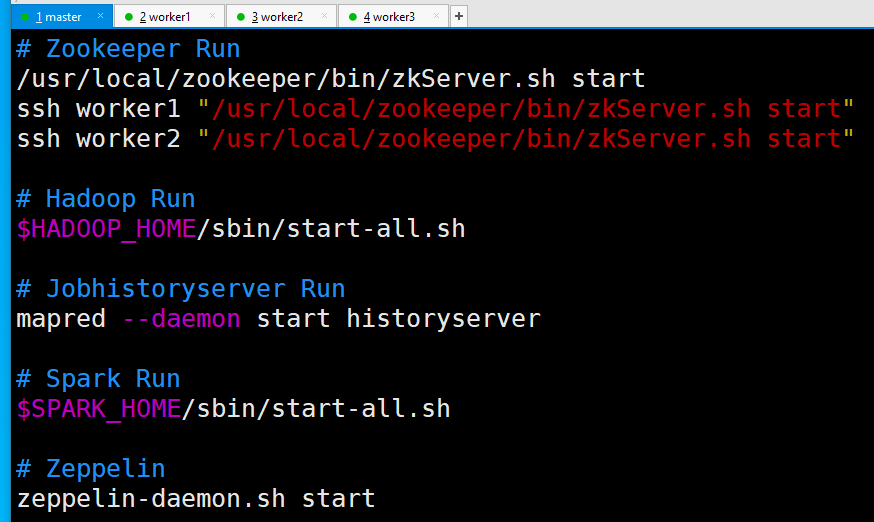 1 master × 2 worker1 × 3 worker2 × 4 worker3 × +
# Zookeeper Run
/usr/local/zookeeper/bin/zkServer.sh start
ssh worker1 "/usr/local/zookeeper/bin/zkServer.sh start"
ssh worker2 "/usr/local/zookeeper/bin/zkServer.sh start"
# Hadoop Run
$HADOOP_HOME/sbin/start-all.sh
# Jobhistoryserver Run
mapred --daemon start historyserver
# Spark Run
$SPARK_HOME/sbin/start-all.sh
# Zeppelin
zeppelin-daemon.sh start